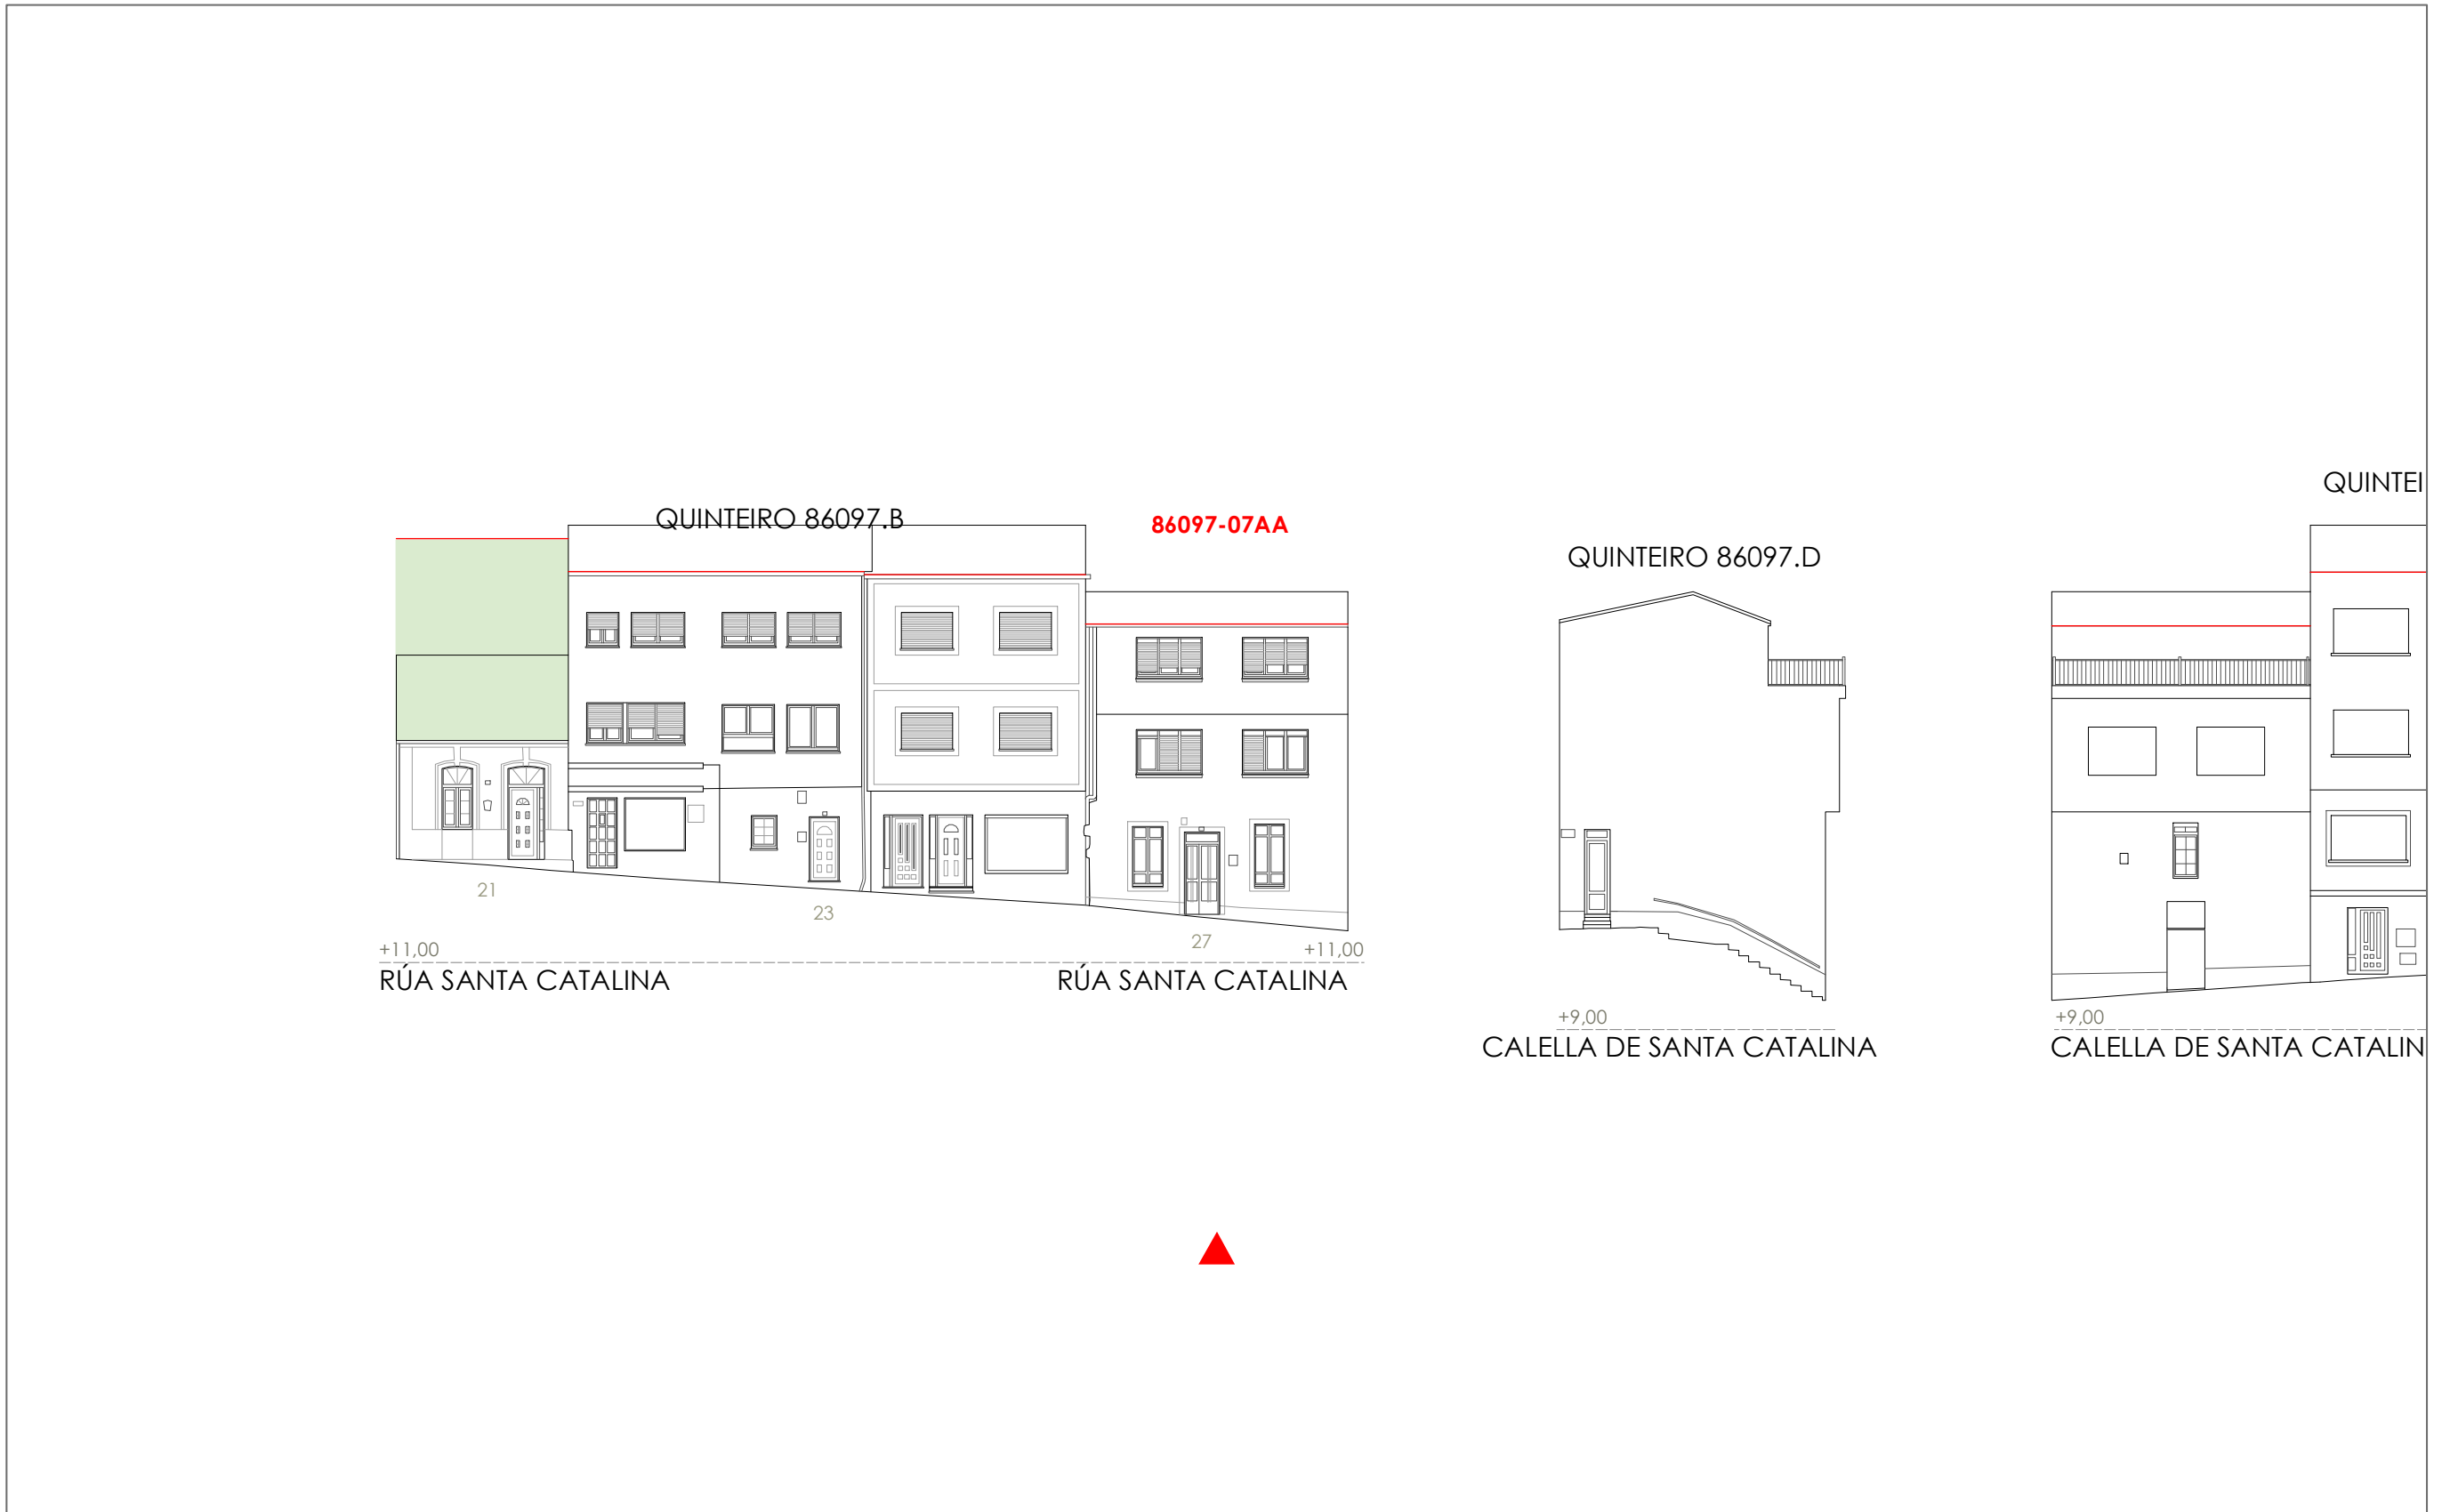 QUINTEI
QUINTEIRO 86097.B
86097-07AA
QUINTEIRO 86097.D
21
23
27
+11,00
+11,00
RÚA SANTA CATALINA
RÚA SANTA CATALINA
+9,00
+9,00
CALELLA DE SANTA CATALINA
CALELLA DE SANTA CATALIN